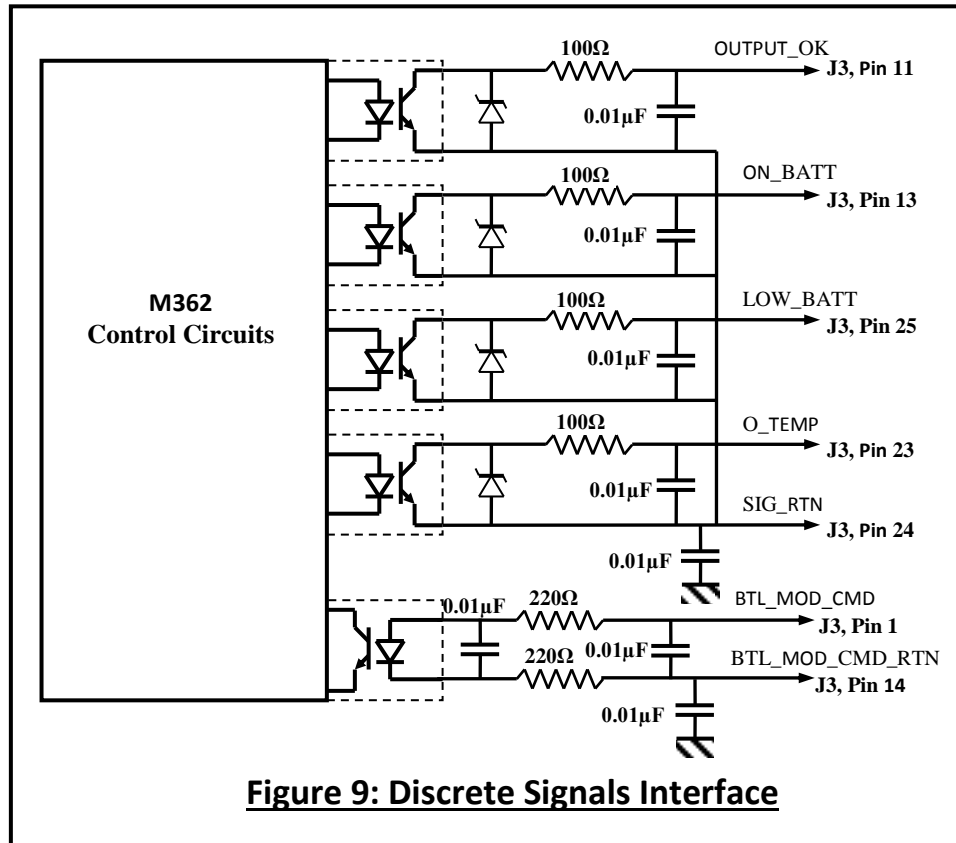 100Ω
OUTPUT_OK
J3, Pin 11
0.01µF
100Ω
ON_BATT
J3, Pin 13
0.01µF
M362
Control Circuits
100Ω
LOW_BATT
J3, Pin 25
0.01µF
100Ω
O_TEMP
J3, Pin 23
0.01µF
SIG_RTN
J3, Pin 24
0.01µF
0.01µF
220Ω
BTL_MOD_CMD
J3, Pin 1
220Ω
0.01µF
BTL_MOD_CMD_RTN
J3, Pin 14
0.01µF
Figure 9: Discrete Signals Interface